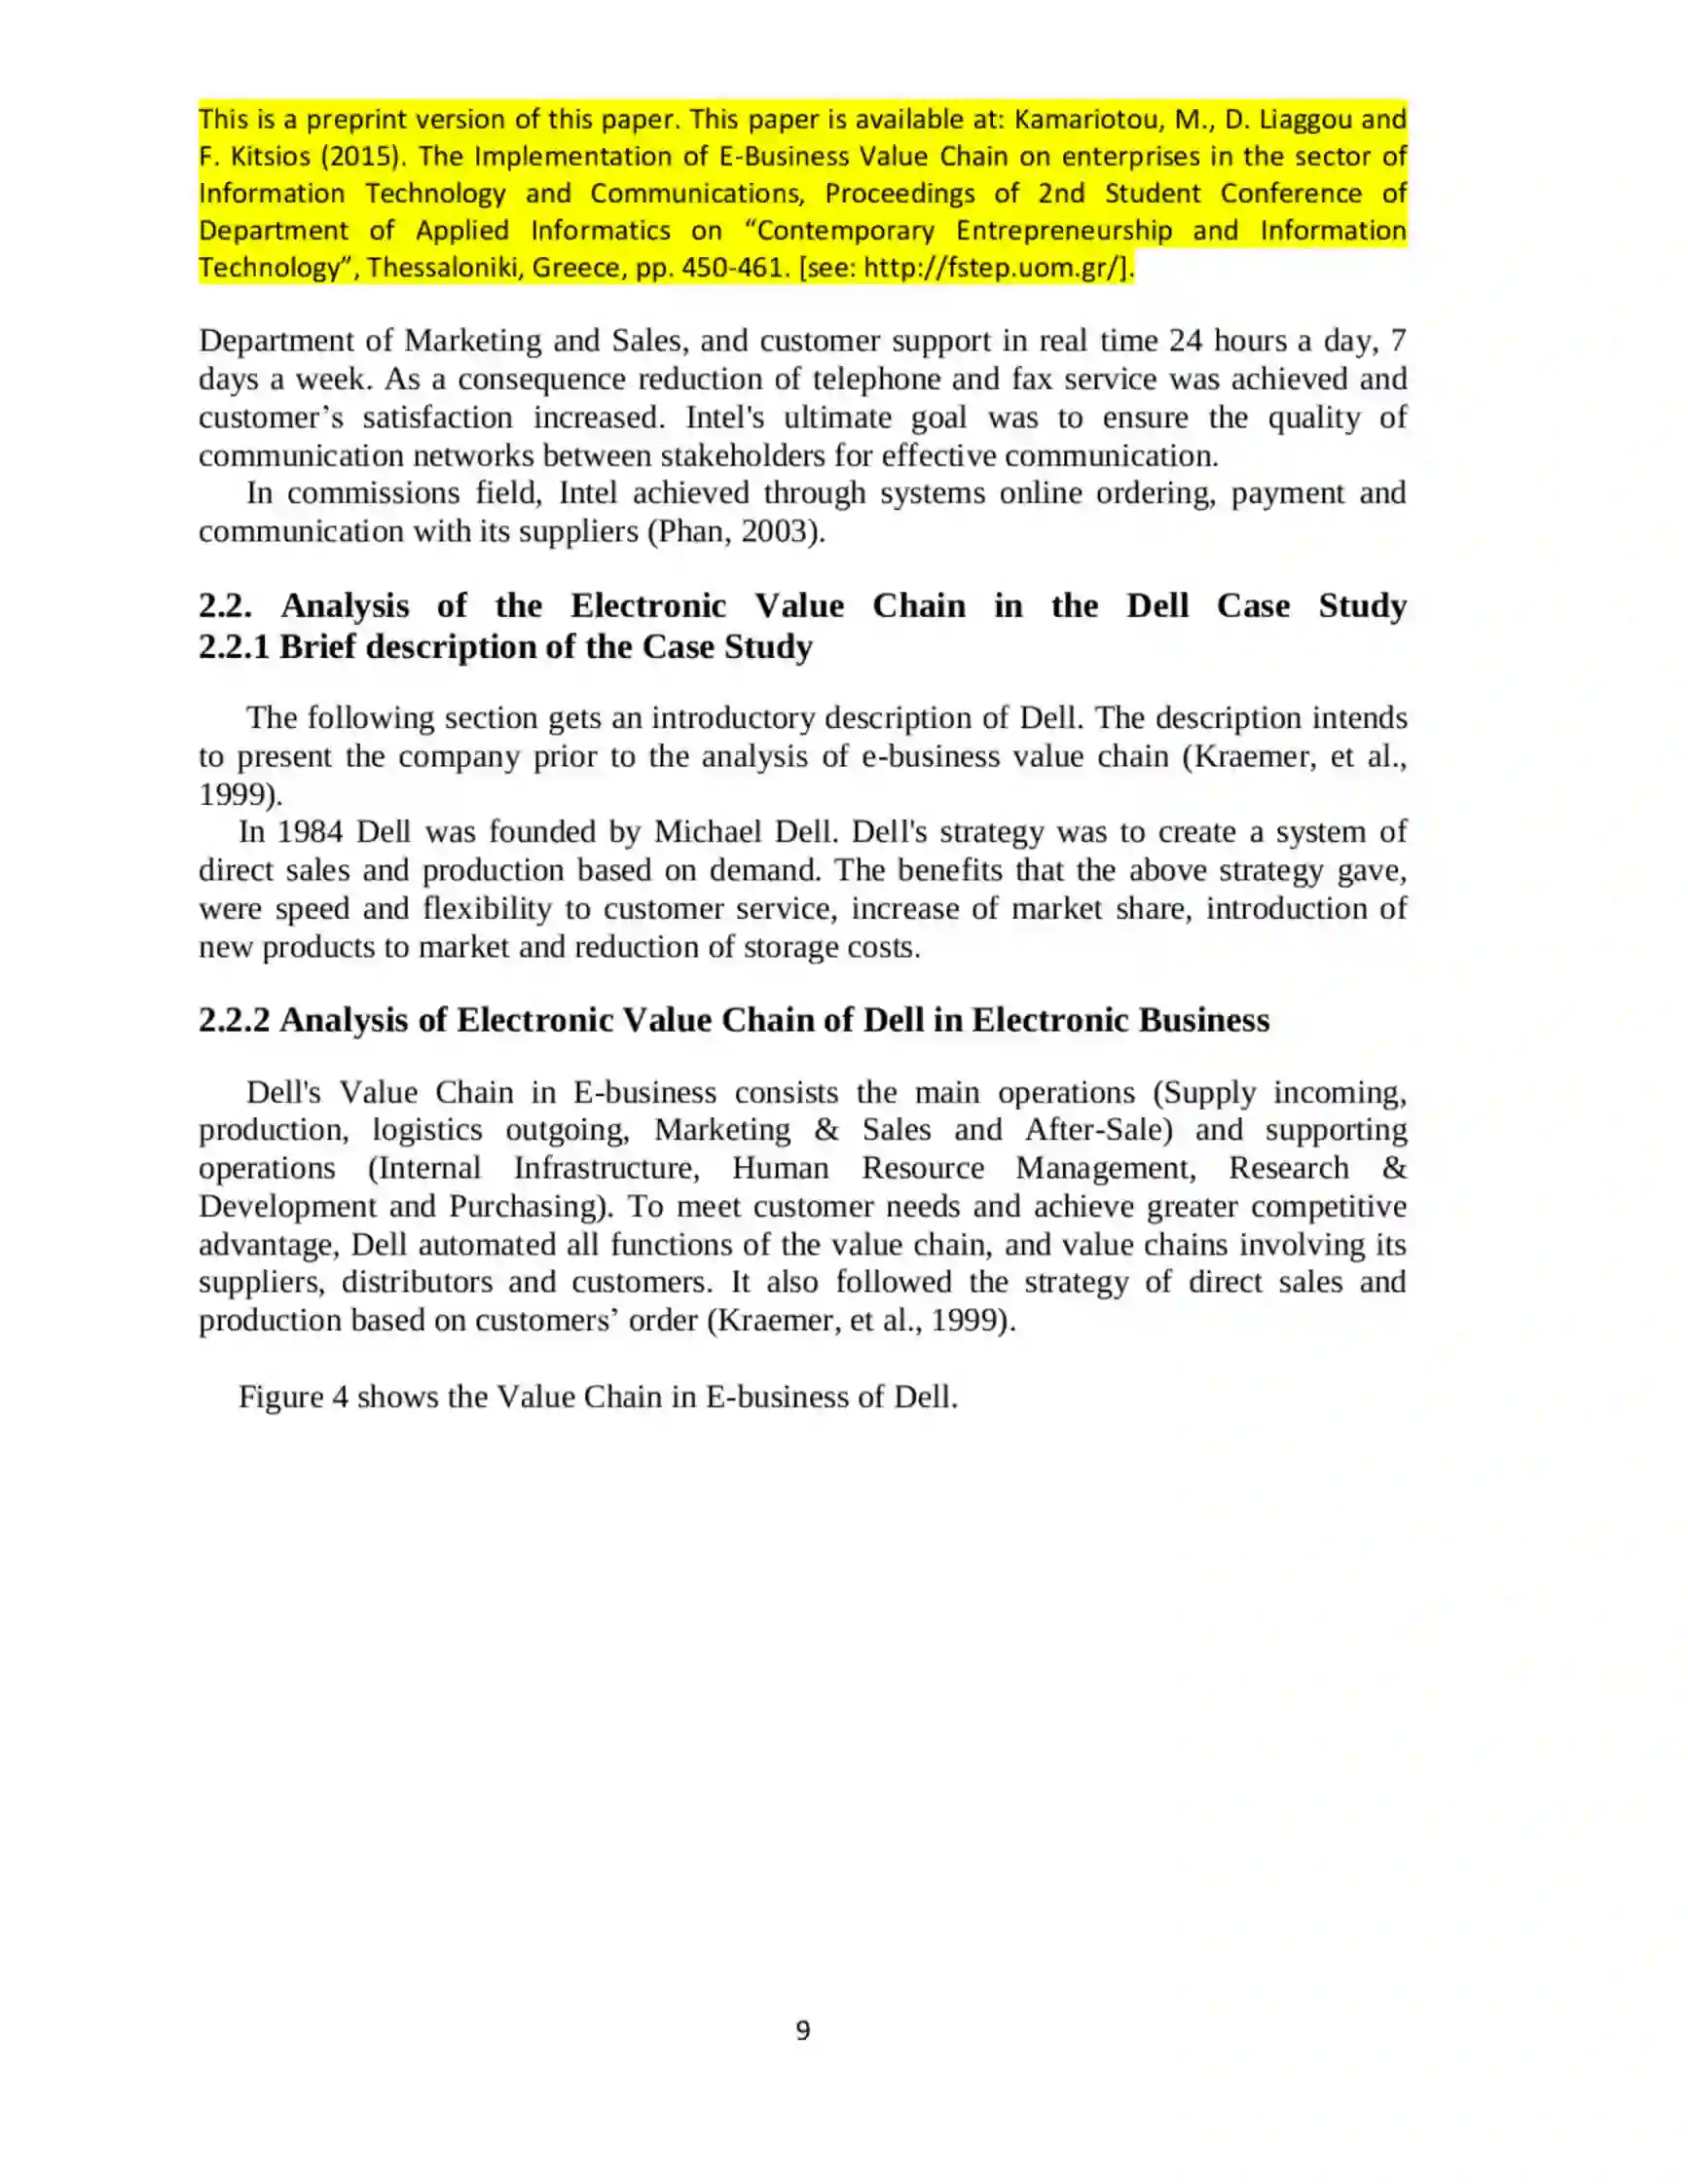 This is a preprint version of this paper. This paper is available at: Kamariotou, M., D. Liaggou and
F. Kitsios (2015). The Implementation of E-Business Value Chain on enterprises in the sector of
Information Technology and Communications, Proceedings of 2nd Student Conference of
Department of Applied Informatics on “Contemporary Entrepreneurship and Information
Technology”, Thessaloniki, Greece, pp. 450-461. [see: http://fstep.uom.gr/].
Department of Marketing and Sales, and customer support in real time 24 hours a day, 7
days a week. As a consequence reduction of telephone and fax service was achieved and
customer’s satisfaction increased. Intel's ultimate goal was to ensure the quality of
communication networks between stakeholders for effective communication.
In commissions field, Intel achieved through systems online ordering, payment and
communication with its suppliers (Phan, 2003).
2.2. Analysis of the Electronic Value Chain in the Dell Case Study
2.2.1 Brief description of the Case Study
The following section gets an introductory description of Dell. The description intends
to present the company prior to the analysis of e-business value chain (Kraemer, et al.,
1999).
In 1984 Dell was founded by Michael Dell. Dell's strategy was to create a system of
direct sales and production based on demand. The benefits that the above strategy gave,
were speed and flexibility to customer service, increase of market share, introduction of
new products to market and reduction of storage costs.
2.2.2 Analysis of Electronic Value Chain of Dell in Electronic Business
Dell's Value Chain in E-business consists the main operations (Supply incoming,
production, logistics outgoing, Marketing & Sales and After-Sale) and supporting
operations (Internal Infrastructure, Human Resource Management, Research &
Development and Purchasing). To meet customer needs and achieve greater competitive
advantage, Dell automated all functions of the value chain, and value chains involving its
suppliers, distributors and customers. It also followed the strategy of direct sales and
production based on customers’ order (Kraemer, et al., 1999).
Figure 4 shows the Value Chain in E-business of Dell.
9